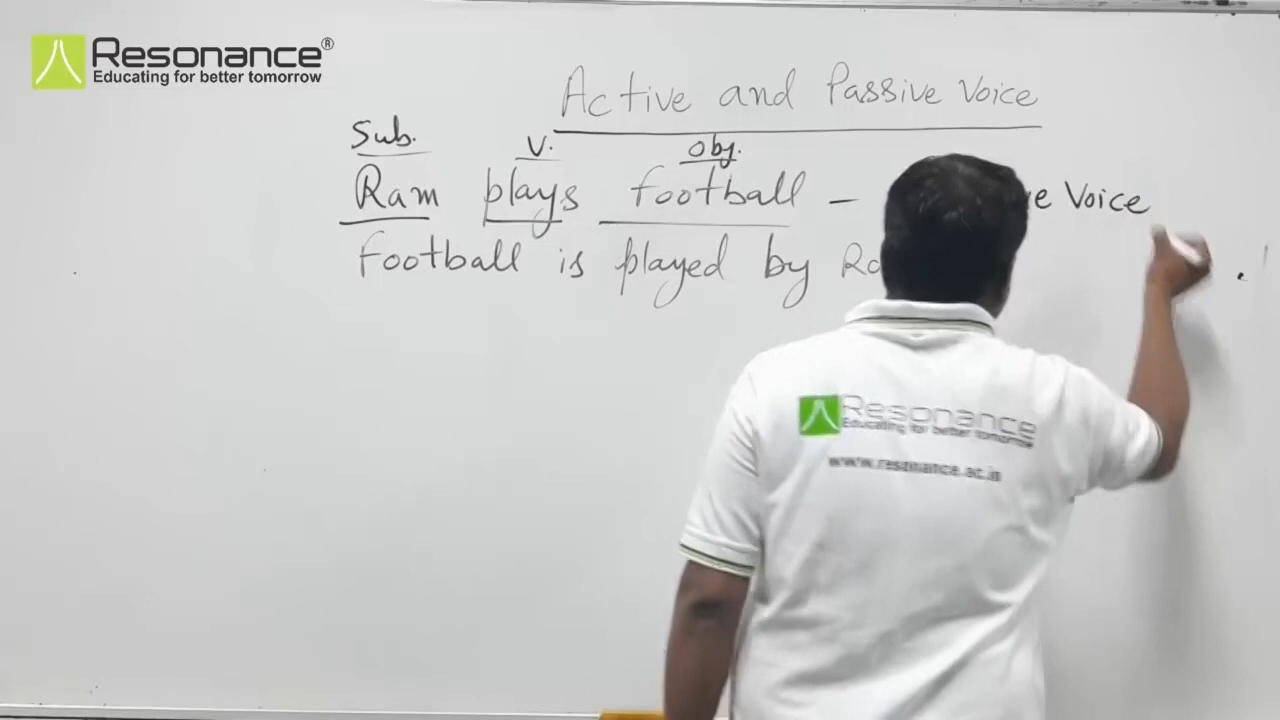 Resonance®
Educating for better tomorrow
Active and Passive Voice
Sub. V. Obj.
Ram plays football – Voice
Football is played by
Resonance
Educating for better tomorrow
www.resonance.ac.in